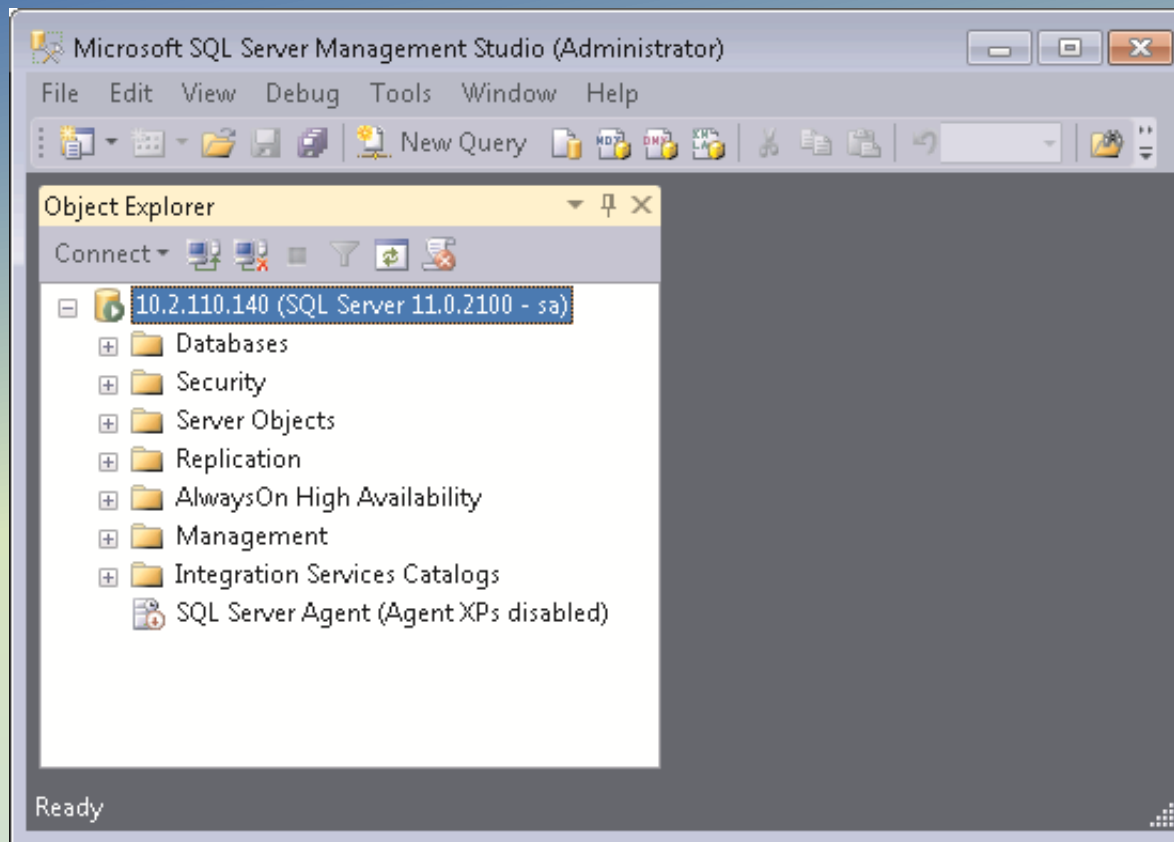 Microsoft SQL Server Management Studio (Administrator)
File Edit View Debug Tools Window Help
New Query
Object Explorer
Connect
10.2.110.140 (SQL Server 11.0.2100 - sa)
Databases
Security
Server Objects
Replication
AlwaysOn High Availability
Management
Integration Services Catalogs
SQL Server Agent (Agent XPs disabled)
Ready